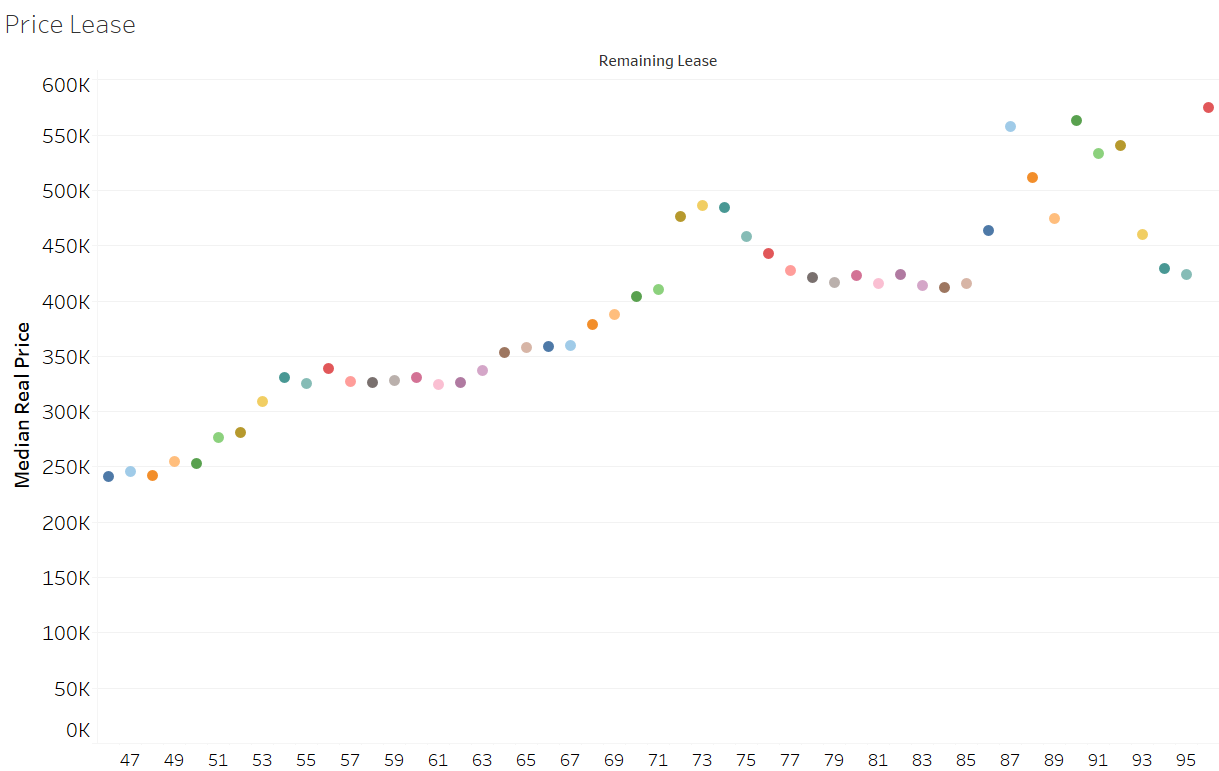 Price Lease
Remaining Lease
600K
550K
500K
450K
400K
350K
300K
250K
200K
150K
100K
50K
0K
Median Real Price
47 49 51 53 55 57 59 61 63 65 67 69 71 73 75 77 79 81 83 85 87 89 91 93 95